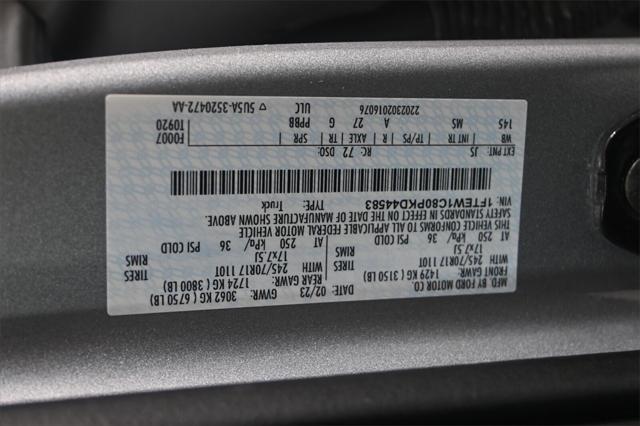 MFD. BY FORD MOTOR CO.
DATE: 02/23 GVWR: 3062 KG ( 6750 LB)
FRONT GAWR: 1429 KG ( 3150 LB) REAR GAWR: 1724 KG ( 3800 LB)
WITH 245/70R17 110T TIRES WITH 245/70R17 110T TIRES
17x7.5J RIMS 17x7.5J RIMS
AT 250 kPa/ 36 PSI COLD AT 250 kPa/ 36 PSI COLD
THIS VEHICLE CONFORMS TO ALL APPLICABLE FEDERAL MOTOR VEHICLE
SAFETY STANDARDS IN EFFECT ON THE DATE OF MANUFACTURE SHOWN ABOVE.
VIN: 1FTEW1C80PKD44583 TYPE: Truck
EXT PNT: JS RC: 72 DSO: F0007
WB INT TR TP/PS R AXLE TR SPR T0920
145 MS A 27 G PPBB
2202302016076 ULC ▽ 5U5A-3520472-AA